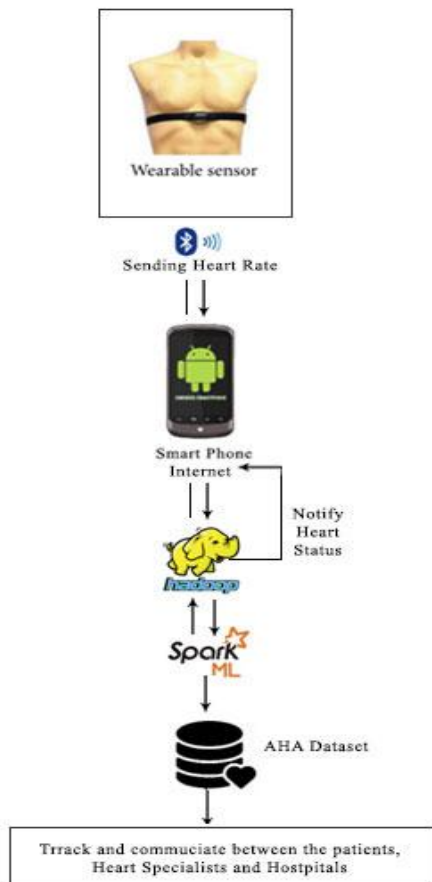 Wearable sensor
Sending Heart Rate
Smart Phone
Internet
Notify
Heart
Status
hadoop
Spark
ML
AHA Dataset
Trrack and commuciate between the patients,
Heart Specialists and Hostpitals